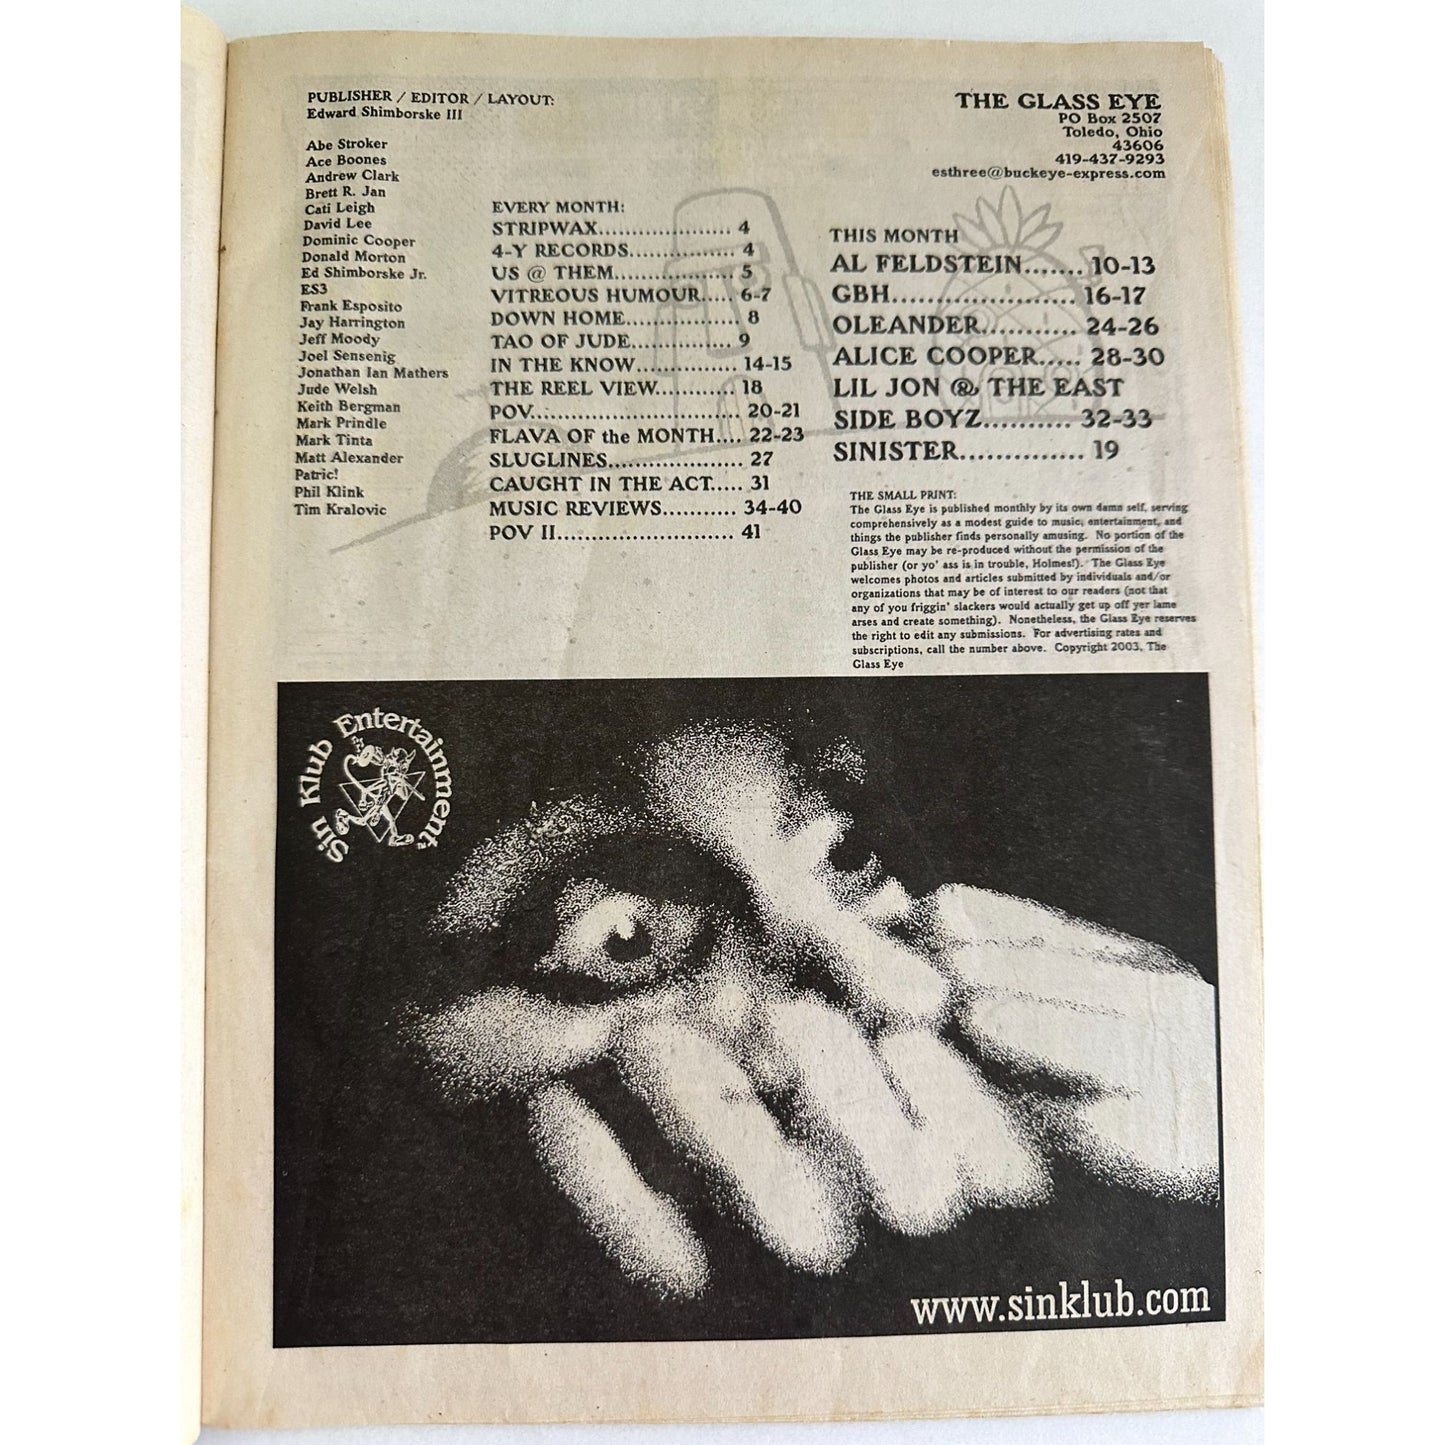 PUBLISHER / EDITOR / LAYOUT:
Edward Shimborske III
Abe Stroker
Ace Boones
Andrew Clark
Brett R. Jan
Cati Leigh
David Lee
Dominic Cooper
Donald Morton
Ed Shimborske Jr.
ES3
Frank Esposito
Jay Harrington
Jeff Moody
Joel Sensenig
Jonathan Ian Mathers
Jude Welsh
Keith Bergman
Mark Prindle
Mark Tinta
Matt Alexander
Patric!
Phil Klink
Tim Kralovic
EVERY MONTH:
STRIPWAX..................... 4
4-Y RECORDS................. 4
US @ THEM................... 5
VITREOUS HUMOUR..... 6-7
DOWN HOME.................. 8
TAO OF JUDE................ 9
IN THE KNOW................ 14-15
THE REEL VIEW............ 18
POV................................. 20-21
FLAVA OF the MONTH.... 22-23
SLUGLINES..................... 27
CAUGHT IN THE ACT..... 31
MUSIC REVIEWS........... 34-40
POV II............................ 41
THE GLASS EYE
PO Box 2507
Toledo, Ohio
43606
419-437-9293
esthree@buckeye-express.com
THIS MONTH
AL FELDSTEIN....... 10-13
GBH...................... 16-17
OLEANDER........... 24-26
ALICE COOPER..... 28-30
LIL JON @ THE EAST
SIDE BOYZ.......... 32-33
SINISTER.............. 19
THE SMALL PRINT:
The Glass Eye is published monthly by its own damn self, serving
comprehensively as a modest guide to music, entertainment, and
things the publisher finds personally amusing. No portion of the
Glass Eye may be re-produced without the permission of the
publisher (or yo' ass is in trouble, Holmes!). The Glass Eye
welcomes photos and articles submitted by individuals and/or
organizations that may be of interest to our readers (not that
any of you friggin' slackers would actually get up off yer lame
arses and create something). Nonetheless, the Glass Eye reserves
the right to edit any submissions. For advertising rates and
subscriptions, call the number above. Copyright 2003, The
Glass Eye
Sin Klub Entertainment
www.sinklub.com